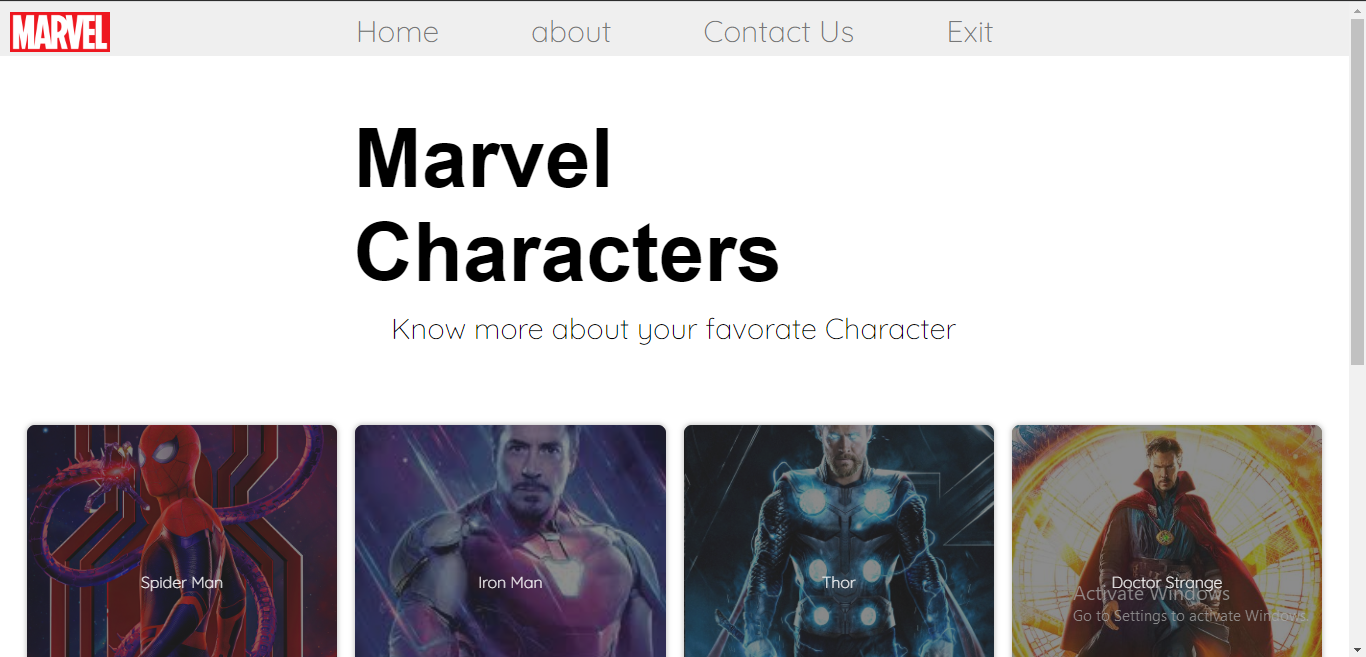 MARVEL Home about Contact Us Exit
Marvel
Characters
Know more about your favorate Character
Spider Man Iron Man Thor Doctor Strange
Activate Windows
Go to Settings to activate Windows.